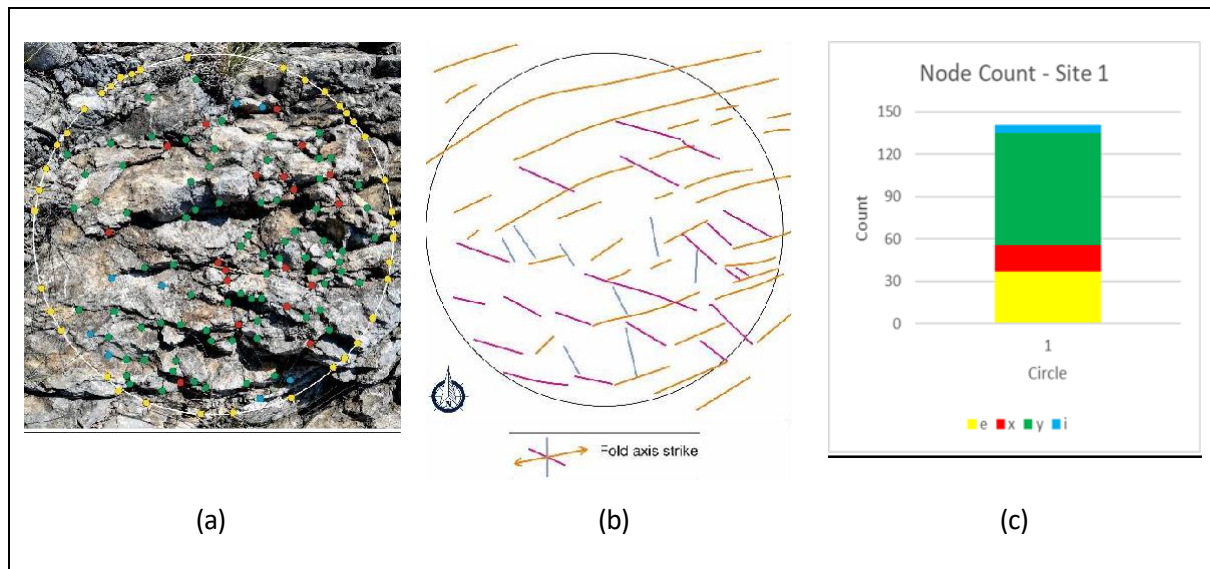 Node Count - Site 1
150
120
90
60
30
0
Count
1
Circle
e x y i
N
Fold axis strike
(a) (b) (c)